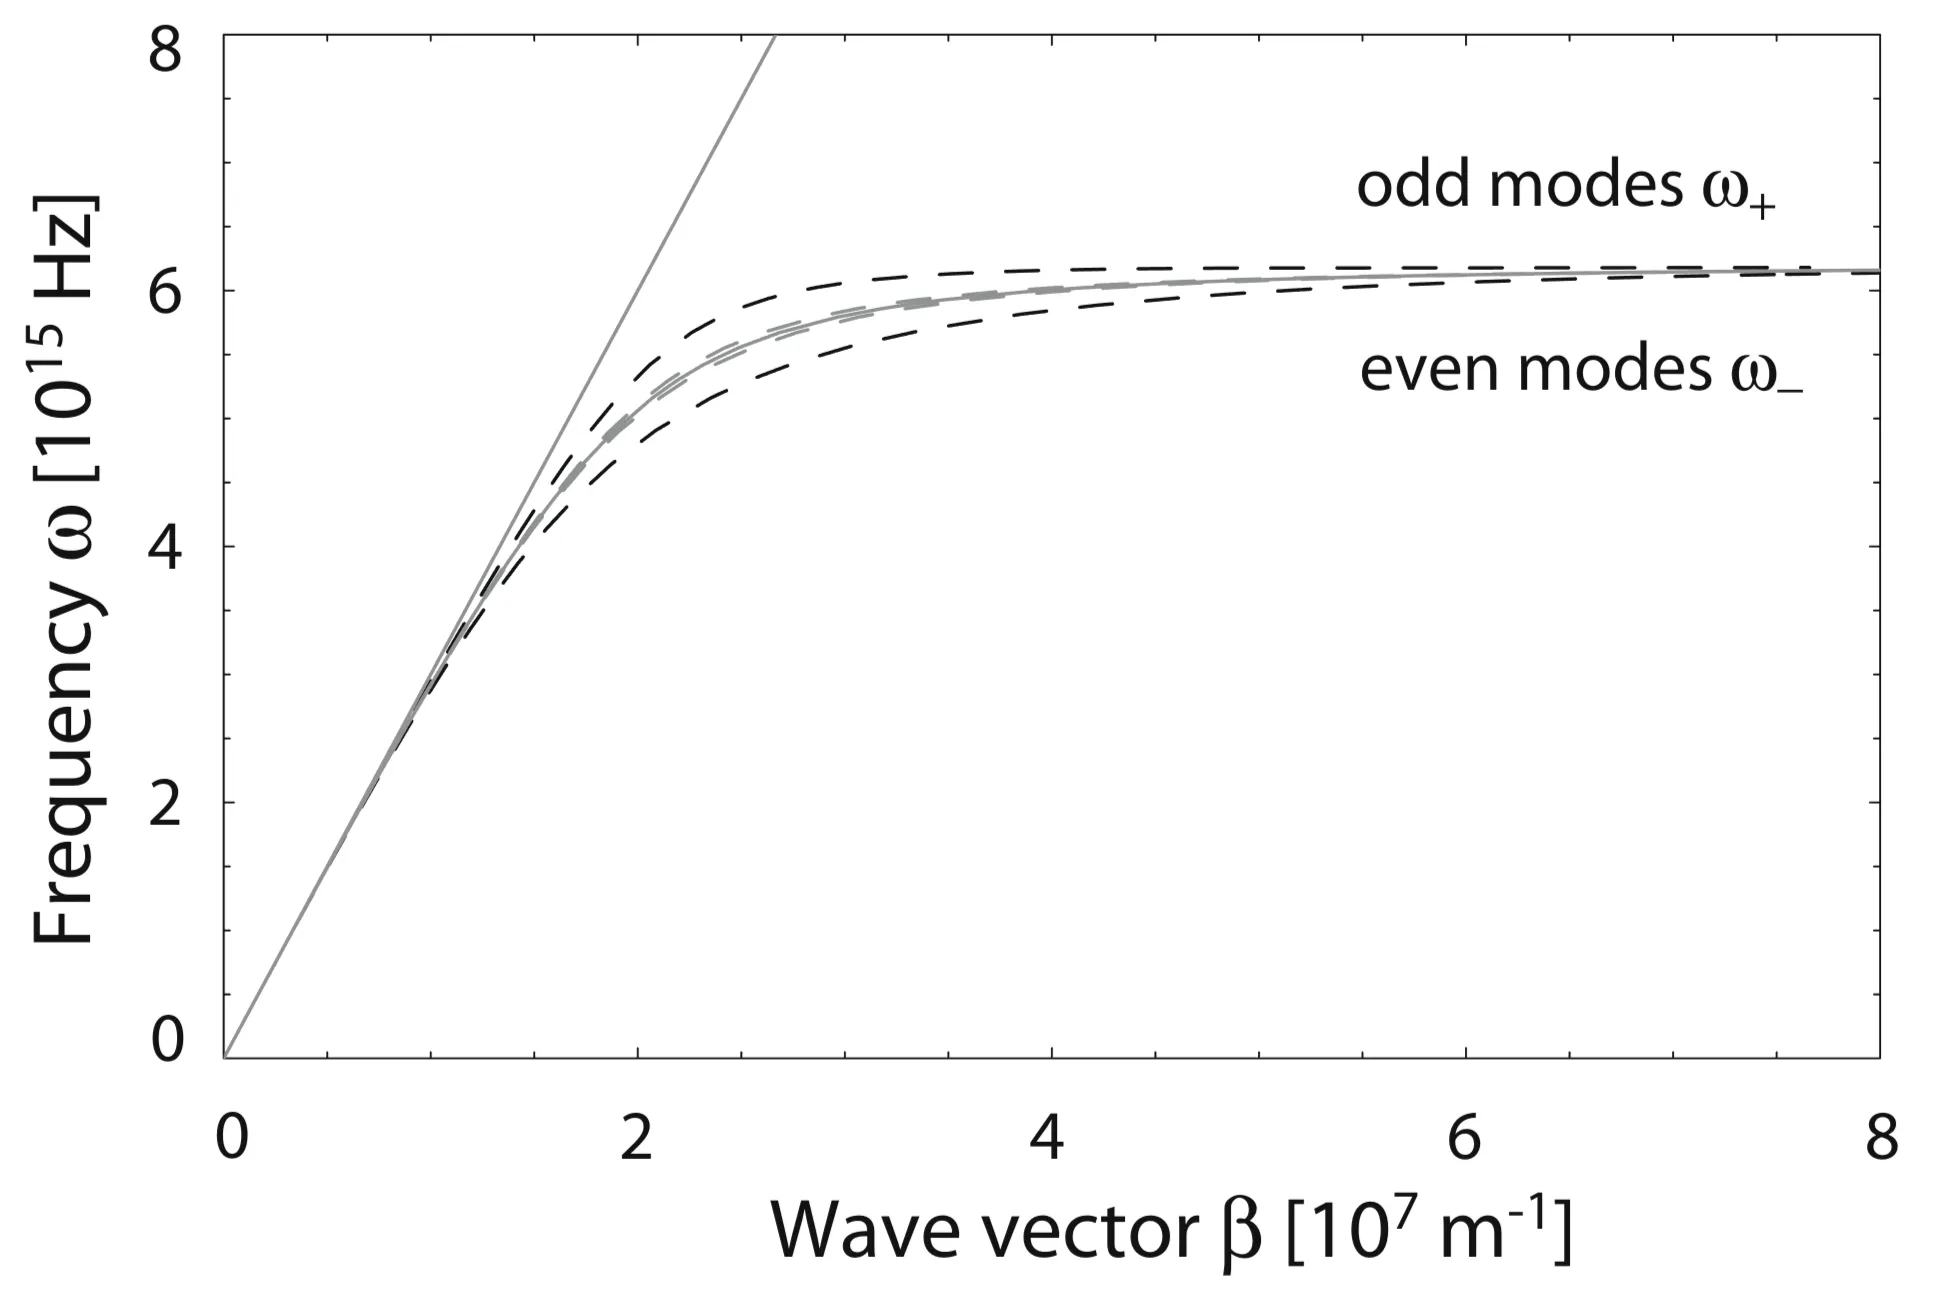 Frequency ω [10¹⁵ Hz]
8
6
4
2
0
odd modes ω₊
even modes ω₋
0 2 4 6 8
Wave vector β [10⁷ m⁻¹]